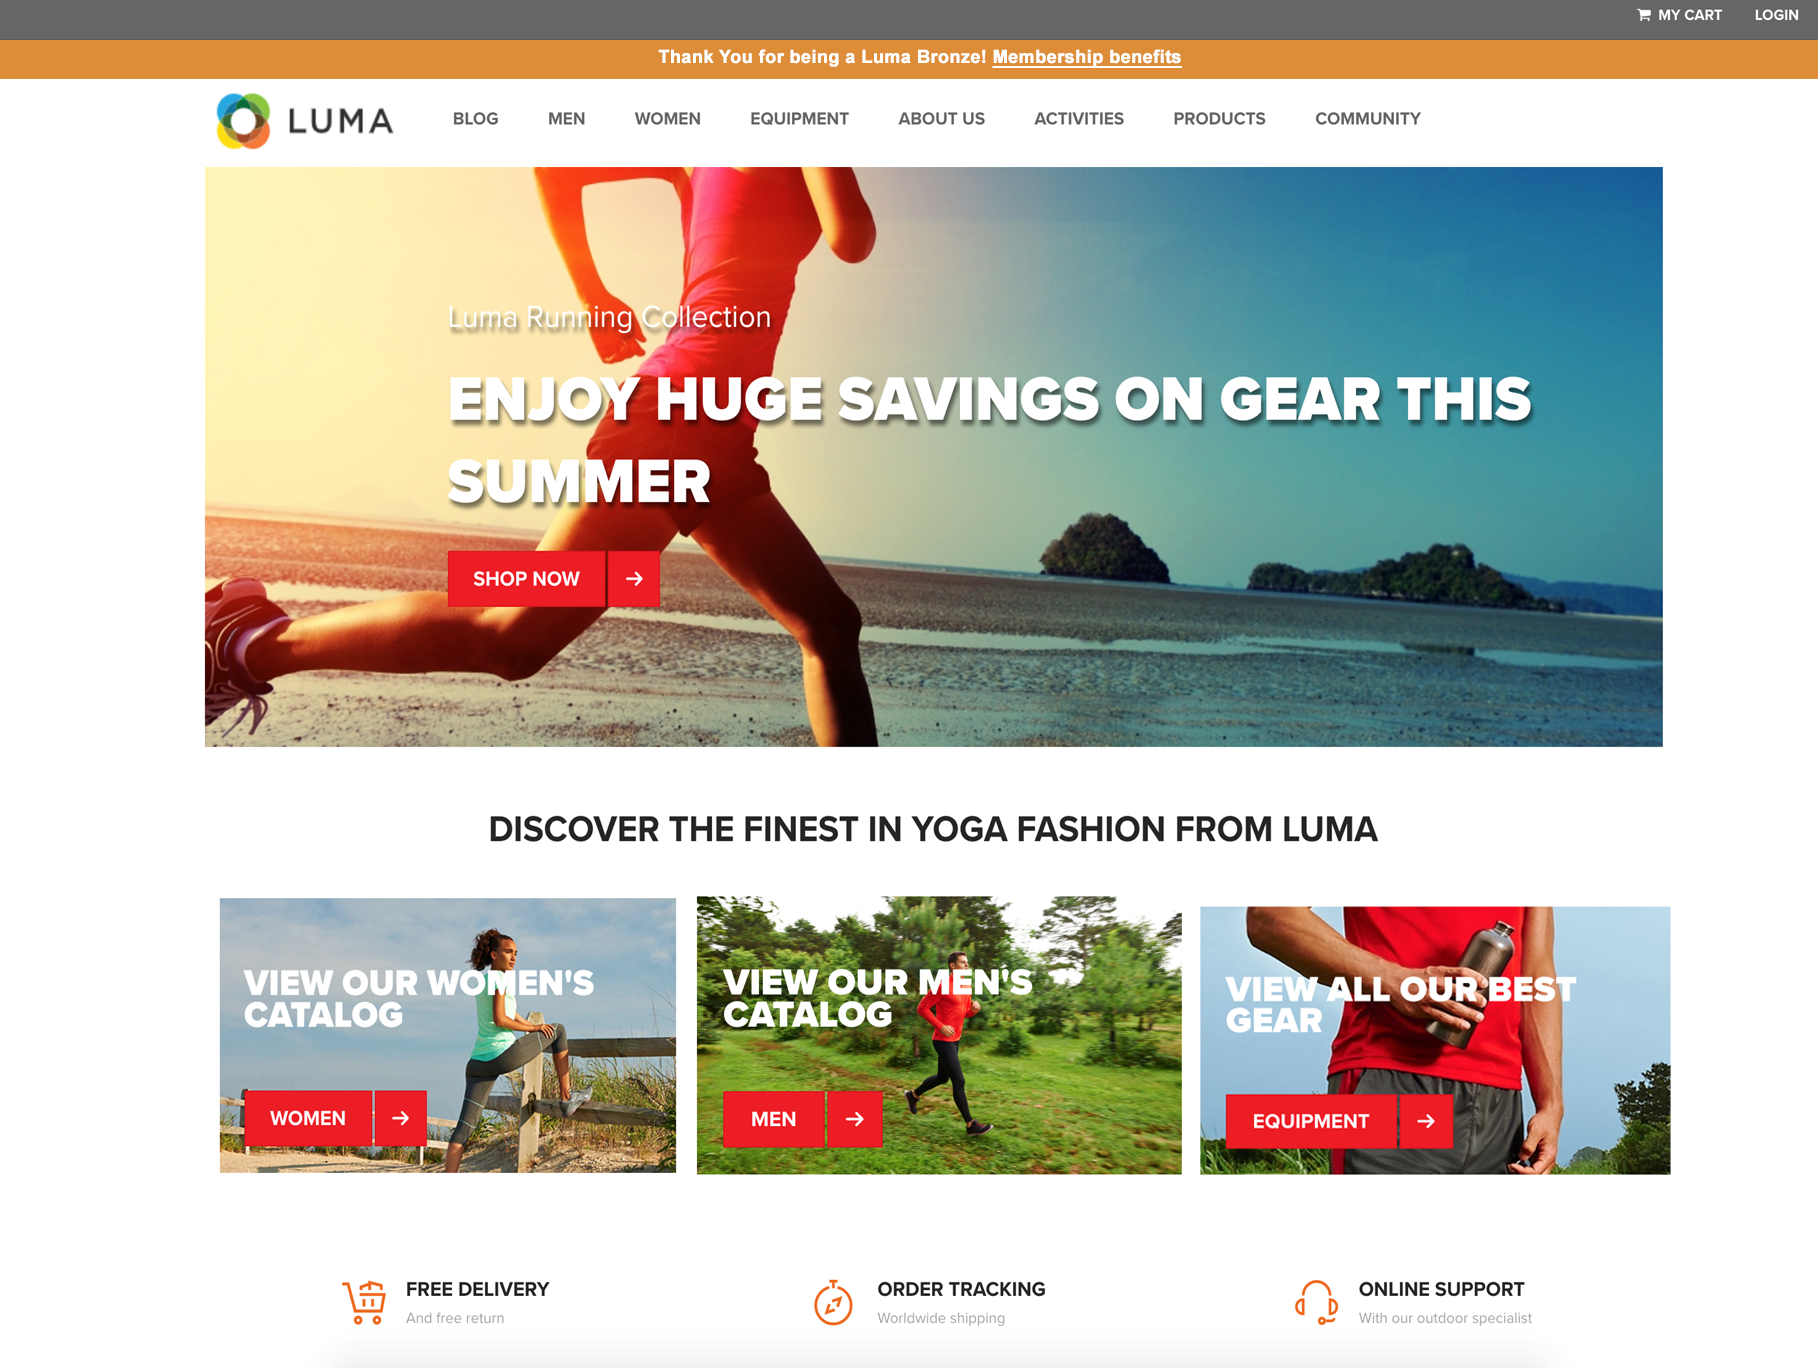 MY CART LOGIN
Thank You for being a Luma Bronze! Membership benefits
LUMA BLOG MEN WOMEN EQUIPMENT ABOUT US ACTIVITIES PRODUCTS COMMUNITY
Luma Running Collection
ENJOY HUGE SAVINGS ON GEAR THIS
SUMMER
SHOP NOW
DISCOVER THE FINEST IN YOGA FASHION FROM LUMA
VIEW OUR WOMEN'S
CATALOG
WOMEN
VIEW OUR MEN'S
CATALOG
MEN
VIEW ALL OUR BEST
GEAR
EQUIPMENT
FREE DELIVERY
And free return
ORDER TRACKING
Worldwide shipping
ONLINE SUPPORT
With our outdoor specialist